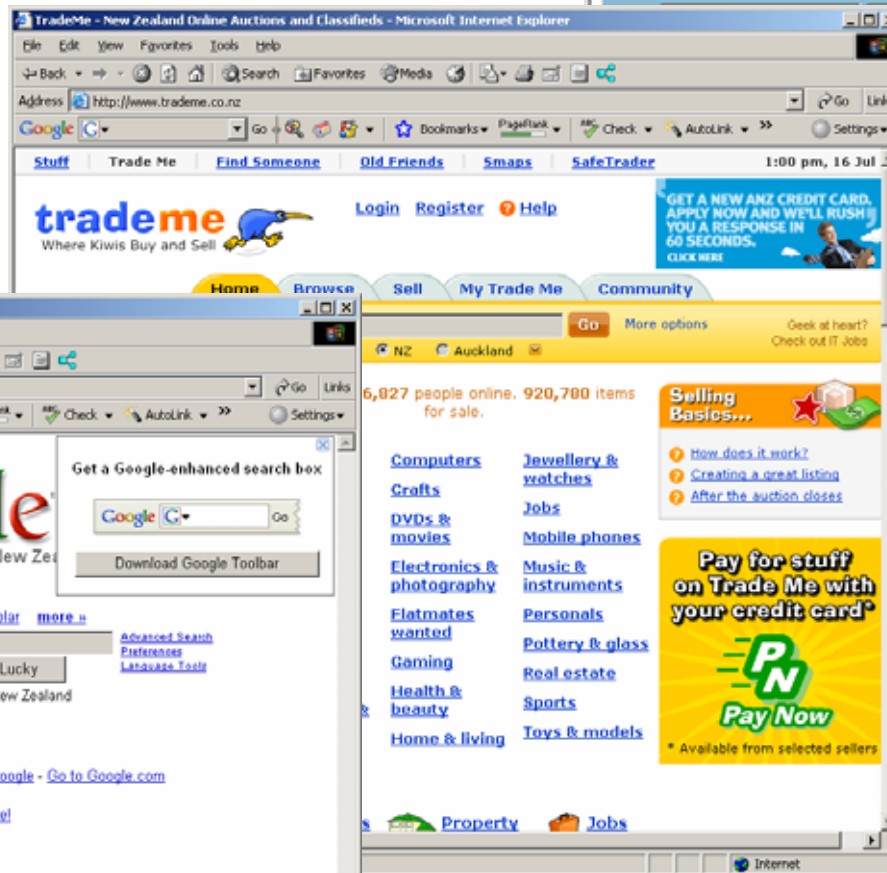 TradeMe - New Zealand Online Auctions and Classifieds - Microsoft Internet Explorer
File Edit View Favorites Tools Help
Back Search Favorites Media
Address http://www.trademe.co.nz Go
Google G Go Bookmarks PageRank Check AutoLink » Settings
Stuff Trade Me Find Someone Old Friends Smaps SafeTrader 1:00 pm, 16 Jul
trademe
Where Kiwis Buy and Sell
Login Register ? Help
GET A NEW ANZ CREDIT CARD.
APPLY NOW AND WE'LL RUSH
YOU A RESPONSE IN
60 SECONDS.
CLICK HERE
Home Browse Sell My Trade Me Community
Go More options
NZ Auckland
Geek at heart?
Check out IT Jobs
6,827 people online. 920,780 items
for sale.
Computers
Crafts
DVDs &
movies
Electronics &
photography
Flatmates
wanted
Gaming
Health &
beauty
Home & living
Jewellery &
watches
Jobs
Mobile phones
Music &
instruments
Personals
Pottery & glass
Real estate
Sports
Toys & models
Selling
Basics...
? How does it work?
? Creating a great listing
? After the auction closes
Pay for stuff
on Trade Me with
your credit card*
PN
Pay Now
* Available from selected sellers
Property Jobs
Internet
Go Links
Check AutoLink » Settings
Get a Google-enhanced search box
Google G Go
Download Google Toolbar
le
New Zea
more »
Advanced Search
Preferences
Language Tools
Lucky
ew Zealand
oogle - Go to Google.com
e!